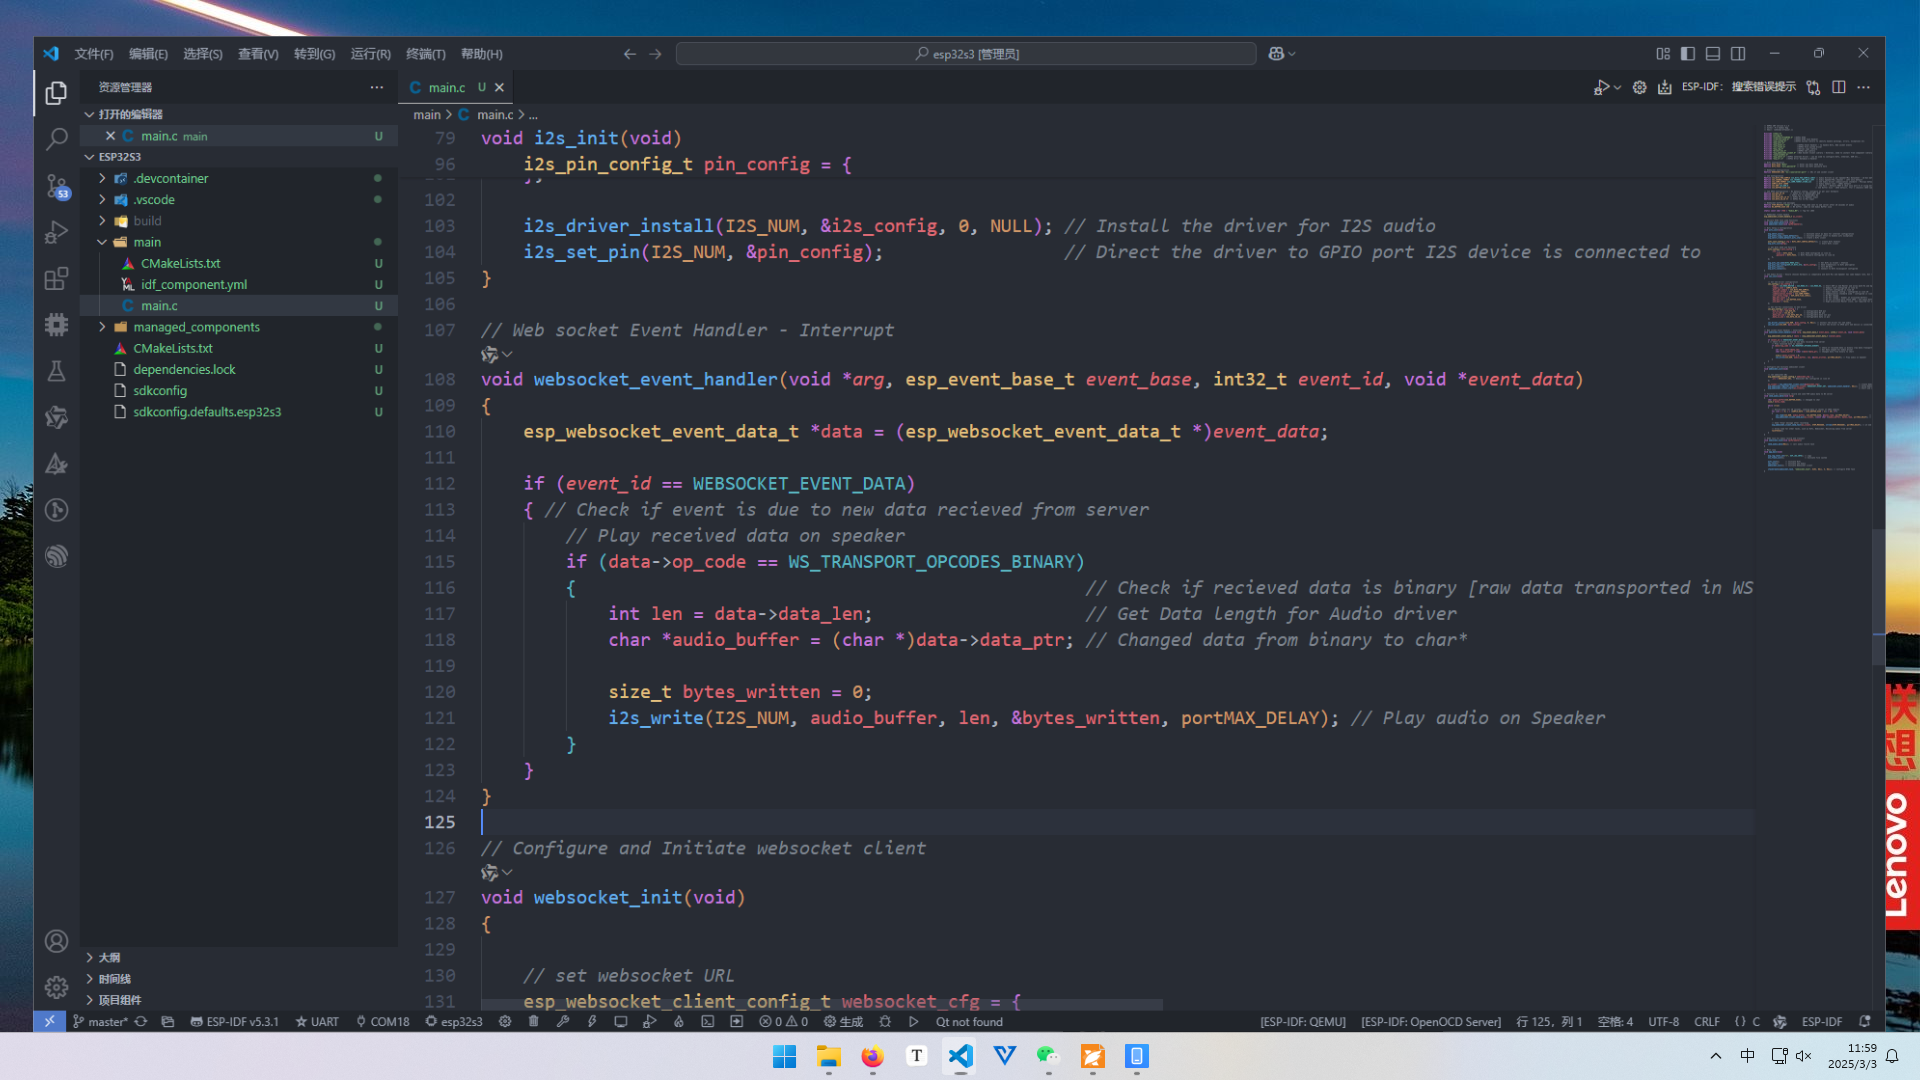 文件(F) 编辑(E) 选择(S) 查看(V) 转到(G) 运行(R) 终端(T) 帮助(H)
esp32s3 [管理员]
资源管理器
main.c U
ESP-IDF: 搜索错误提示
打开的编辑器
main.c main U
ESP32S3
.devcontainer
.vscode
build
main
CMakeLists.txt U
idf_component.yml U
main.c U
managed_components
CMakeLists.txt U
dependencies.lock U
sdkconfig U
sdkconfig.defaults.esp32s3 U
53
大纲
时间线
项目组件
main > C main.c > ...
79 void i2s_init(void)
96 i2s_pin_config_t pin_config = {
102
103 i2s_driver_install(I2S_NUM, &i2s_config, 0, NULL); // Install the driver for I2S audio
104 i2s_set_pin(I2S_NUM, &pin_config); // Direct the driver to GPIO port I2S device is connected to
105 }
106
107 // Web socket Event Handler - Interrupt
108 void websocket_event_handler(void *arg, esp_event_base_t event_base, int32_t event_id, void *event_data)
109 {
110 esp_websocket_event_data_t *data = (esp_websocket_event_data_t *)event_data;
111
112 if (event_id == WEBSOCKET_EVENT_DATA)
113 { // Check if event is due to new data recieved from server
114 // Play received data on speaker
115 if (data->op_code == WS_TRANSPORT_OPCODES_BINARY)
116 { // Check if recieved data is binary [raw data transported in WS
117 int len = data->data_len; // Get Data length for Audio driver
118 char *audio_buffer = (char *)data->data_ptr; // Changed data from binary to char*
119
120 size_t bytes_written = 0;
121 i2s_write(I2S_NUM, audio_buffer, len, &bytes_written, portMAX_DELAY); // Play audio on Speaker
122 }
123 }
124 }
125
126 // Configure and Initiate websocket client
127 void websocket_init(void)
128 {
129
130 // set websocket URL
131 esp_websocket_client_config_t websocket_cfg = {
master* ESP-IDF v5.3.1 UART COM18 esp32s3 0 0 生成 Qt not found [ESP-IDF: QEMU] [ESP-IDF: OpenOCD Server] 行 125, 列 1 空格: 4 UTF-8 CRLF {} C ESP-IDF
联想
Lenovo
T
中
11:59
2025/3/3